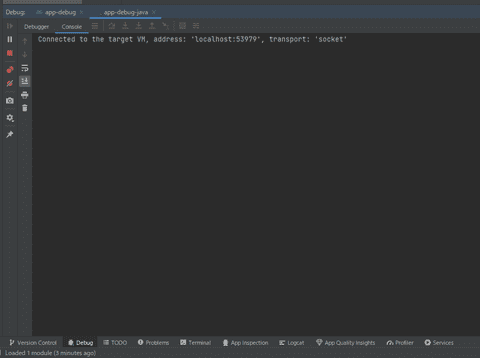 Debug: app-debug app-debug-java
Debugger Console
Connected to the target VM, address: 'localhost:53979', transport: 'socket'
Version Control Debug TODO Problems Terminal App Inspection Logcat App Quality Insights Profiler Services
Loaded 1 module (3 minutes ago)